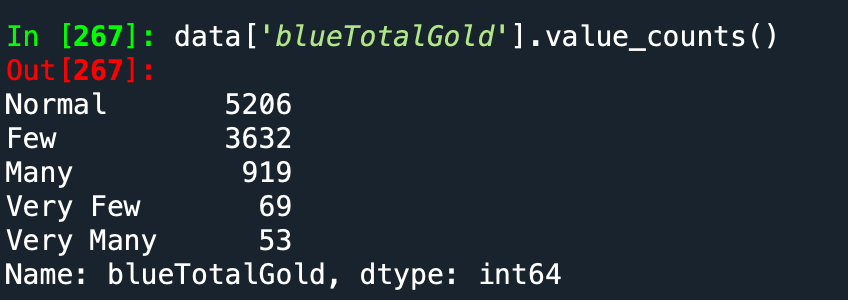 In [267]: data['blueTotalGold'].value_counts()
Out[267]:
Normal       5206
Few          3632
Many          919
Very Few       69
Very Many      53
Name: blueTotalGold, dtype: int64